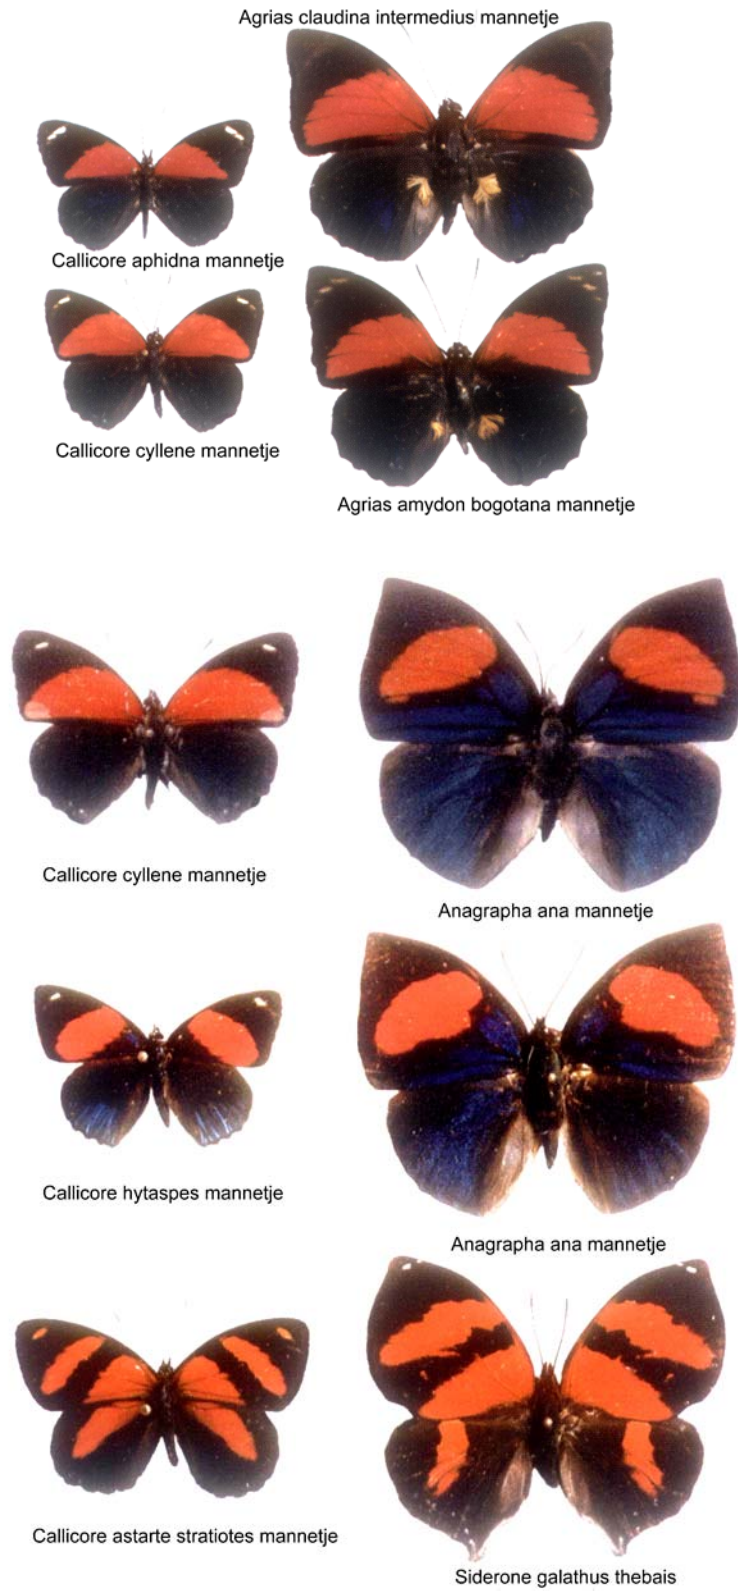 Agrias claudina intermedius mannetje
Callicore aphidna mannetje
Callicore cyllene mannetje
Agrias amydon bogotana mannetje
Callicore cyllene mannetje
Anagrapha ana mannetje
Callicore hytaspes mannetje
Anagrapha ana mannetje
Callicore astarte stratiotes mannetje
Siderone galathus thebais